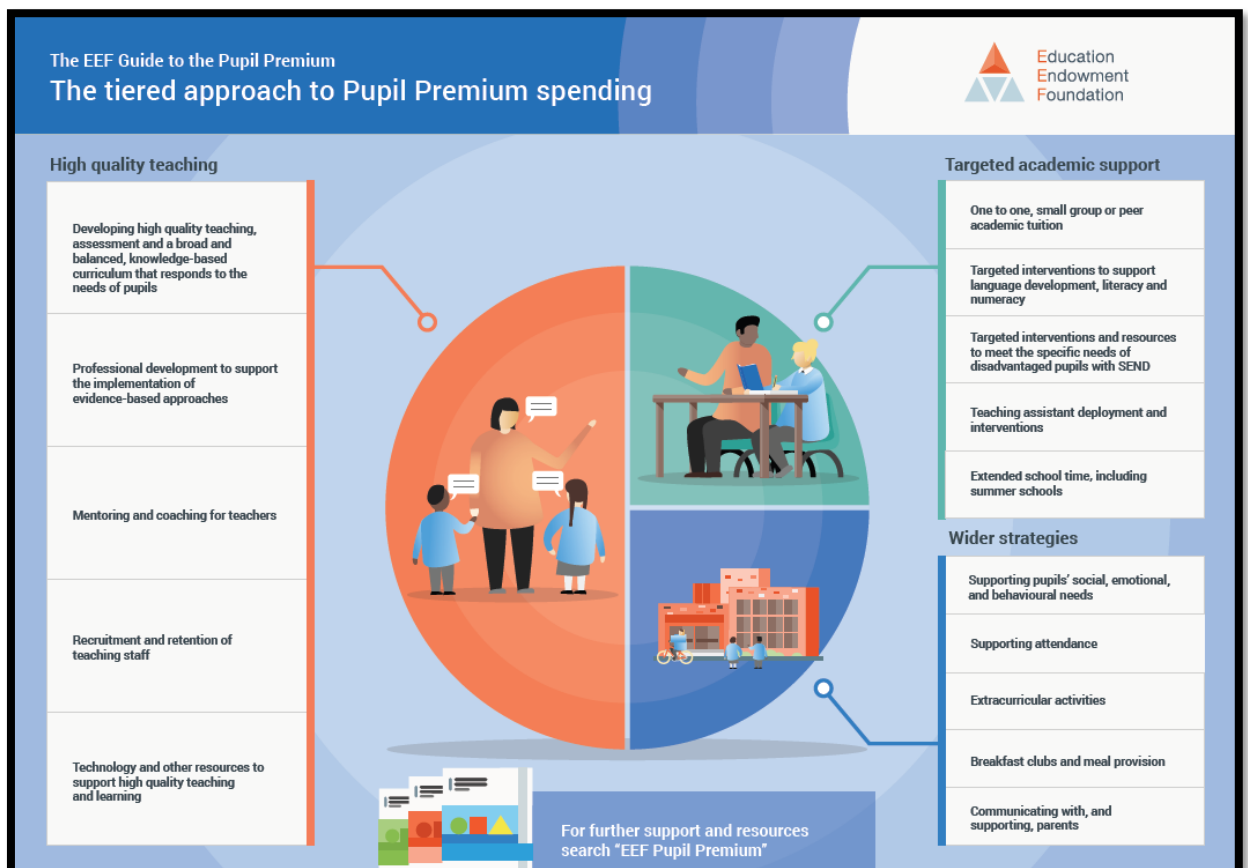 The EEF Guide to the Pupil Premium
The tiered approach to Pupil Premium spending
Education
Endowment
Foundation
High quality teaching
Developing high quality teaching,
assessment and a broad and
balanced, knowledge-based
curriculum that responds to the
needs of pupils
Professional development to support
the implementation of
evidence-based approaches
Mentoring and coaching for teachers
Recruitment and retention of
teaching staff
Technology and other resources to
support high quality teaching
and learning
Targeted academic support
One to one, small group or peer
academic tuition
Targeted interventions to support
language development, literacy and
numeracy
Targeted interventions and resources
to meet the specific needs of
disadvantaged pupils with SEND
Teaching assistant deployment and
interventions
Extended school time, including
summer schools
Wider strategies
Supporting pupils’ social, emotional,
and behavioural needs
Supporting attendance
Extracurricular activities
Breakfast clubs and meal provision
Communicating with, and
supporting, parents
For further support and resources
search “EEF Pupil Premium”